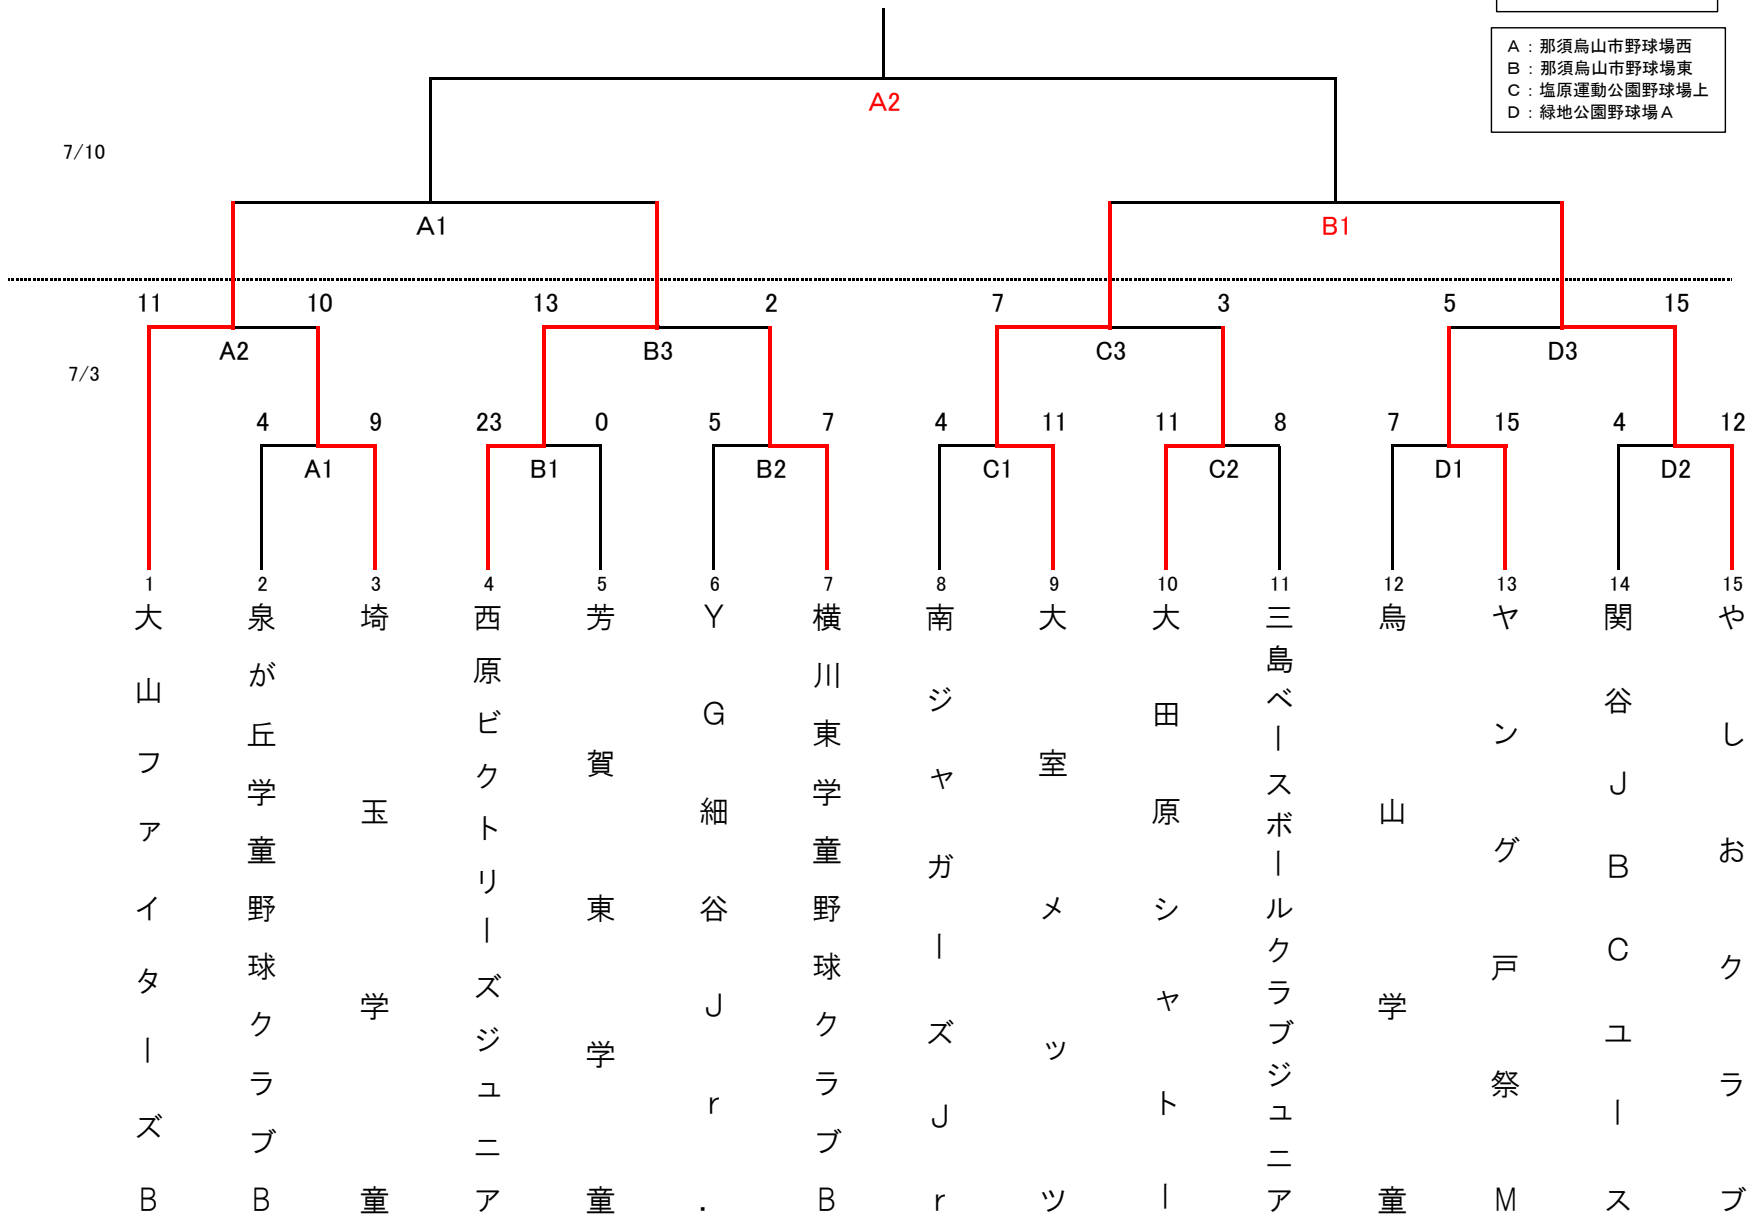 A：那須烏山市野球場西
B：那須烏山市野球場東
C：塩原運動公園野球場上
D：緑地公園野球場A
A2
7/10
A1
B1
11 10 13 2 7 3 5 15
A2 B3 C3 D3
7/3
4 9 23 0 5 7 4 11 11 8 7 15 4 12
A1 B1 B2 C1 C2 D1 D2
1 2 3 4 5 6 7 8 9 10 11 12 13 14 15
大山ファイターズB
泉が丘学童野球クラブB
埼玉学童
西原ビクトリーズジュニア
芳賀東学童
YG細谷Jr.
横川東学童野球クラブB
南ジャガーズJr
大室メッツ
大田原シャトー
三島ベースボールクラブジュニア
烏山学童
ヤング戸祭M
関谷JBCユース
やしおクラブ